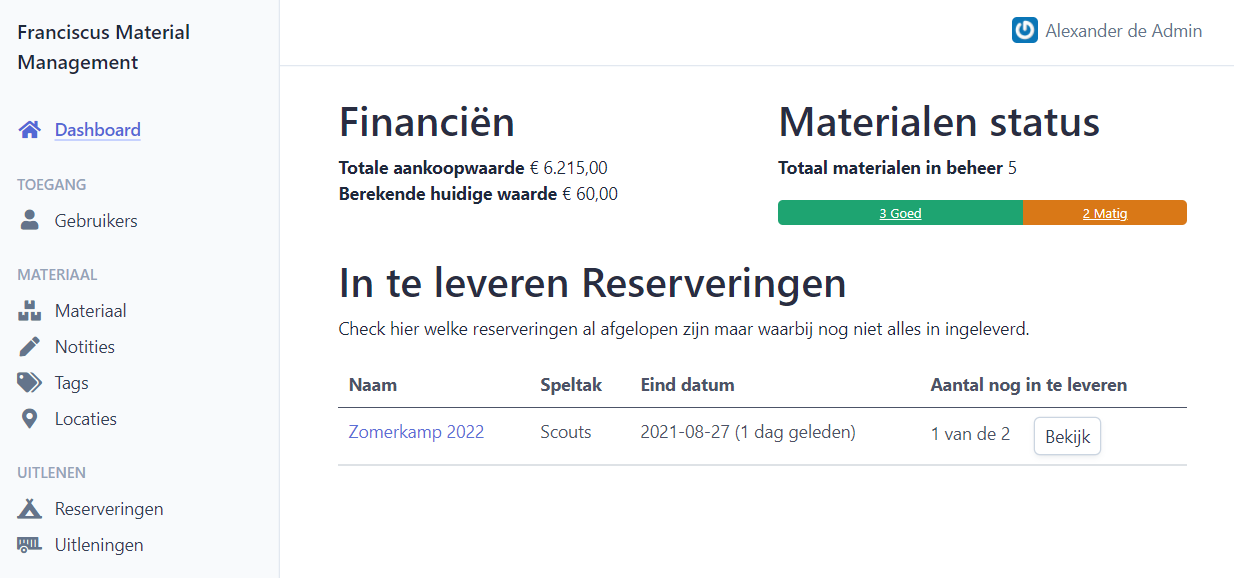 Franciscus Material
Management
Alexander de Admin
Dashboard
TOEGANG
Gebruikers
MATERIAAL
Materiaal
Notities
Tags
Locaties
UITLENEN
Reserveringen
Uitleningen
Financiën
Totale aankoopwaarde € 6.215,00
Berekende huidige waarde € 60,00
Materialen status
Totaal materialen in beheer 5
3 Goed 2 Matig
In te leveren Reserveringen
Check hier welke reserveringen al afgelopen zijn maar waarbij nog niet alles in ingeleverd.
Naam Speltak Eind datum Aantal nog in te leveren
Zomerkamp 2022 Scouts 2021-08-27 (1 dag geleden) 1 van de 2 Bekijk